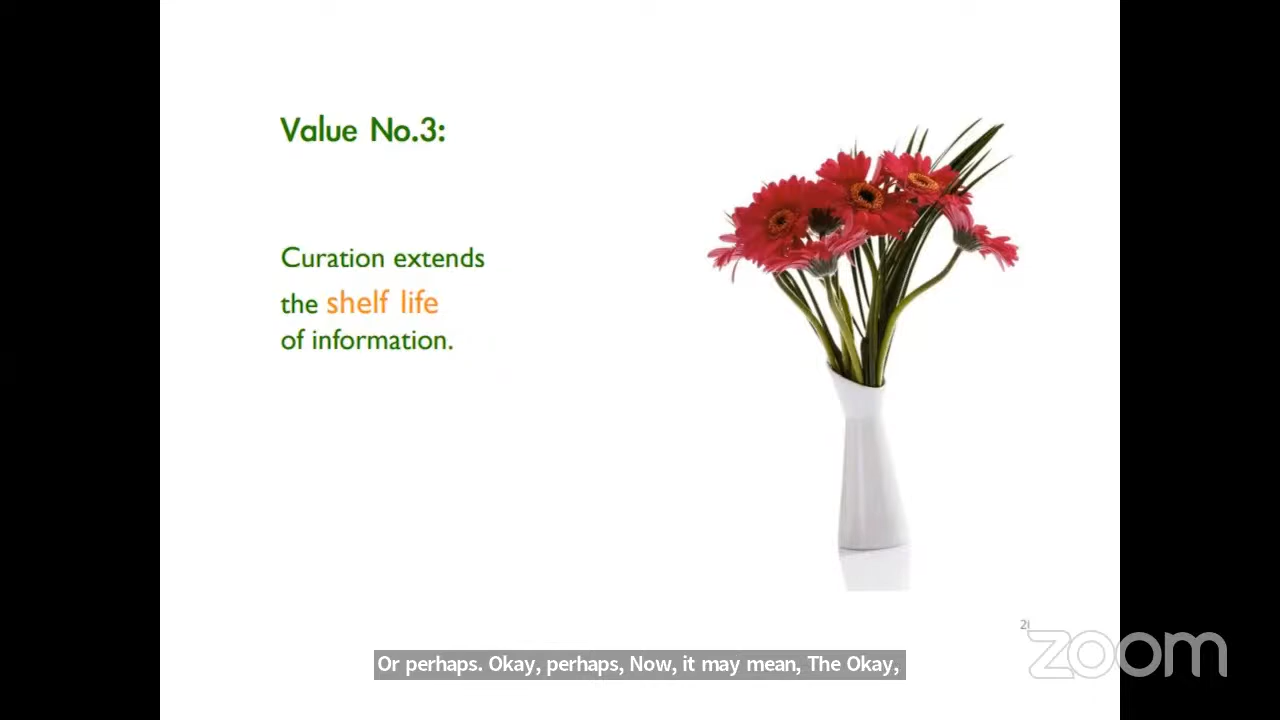 Value No.3:
Curation extends
the shelf life
of information.
Or perhaps. Okay, perhaps, Now, it may mean, The Okay,
zoom